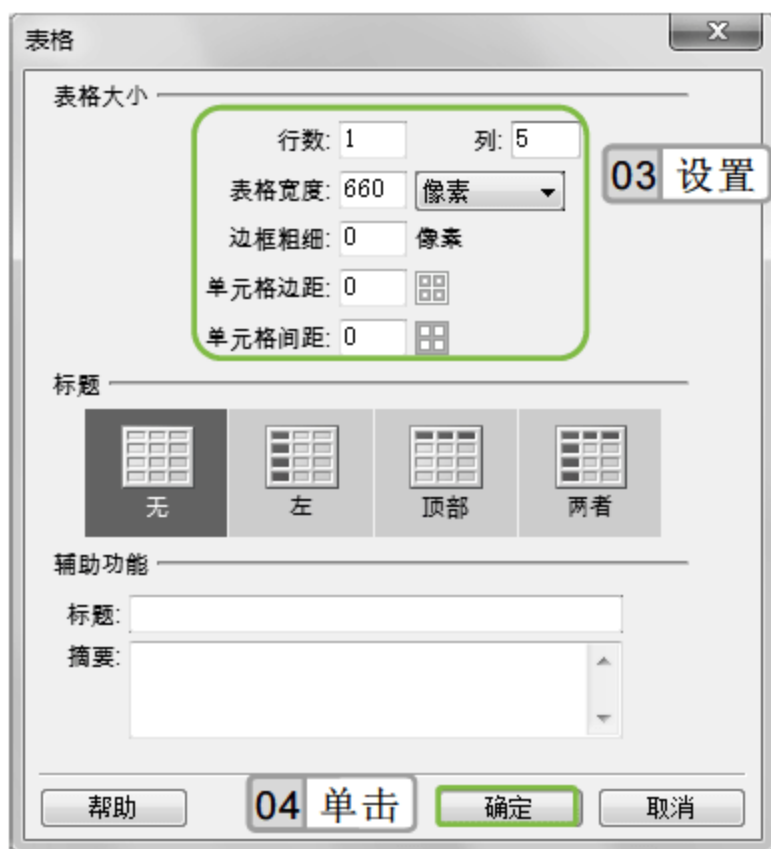 表格
表格大小
行数: 1 列: 5
03 设置
表格宽度: 660 像素
边框粗细: 0 像素
单元格边距: 0
单元格间距: 0
标题
无 左 顶部 两者
辅助功能
标题:
摘要:
帮助 04 单击 确定 取消